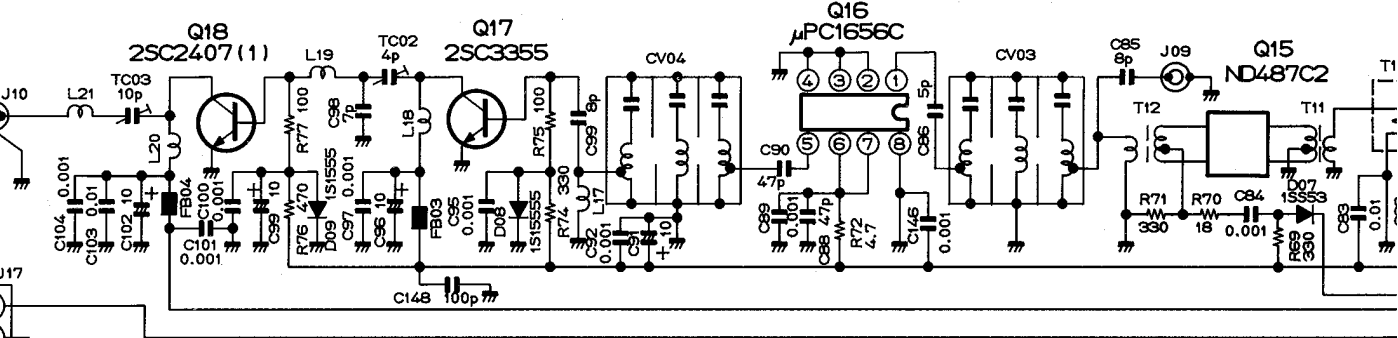 Q18
2SC2407(1)
TC02
4p
Q17
2SC3355
Q16
μPC1656C
C85
8p
J09
Q15
ND487C2
J10
L21
TC03
10p
L19
CV04
4
3
2
1
CV03
T12
T11
T1
L20
R77 100
C98
7p
L18
R75 100
C99 8p
5p
C86
5
6
7
8
C90
47p
C104 0.001
C103 0.01
C102 10
FB04
C100 0.001
C101
0.001
C99 10
R76 470
D09 1S1555
C97 0.001
C96 10
FB03
C95
0.001
D08
1S15555
R74 330
L17
C92
0.001
C91
10
C89 0.001
C88 47p
R72
4.7
C146
0.001
R71
330
R70
18
C84
0.001
D07
1SS53
R69
330
C83
0.01
J17
C148
100p